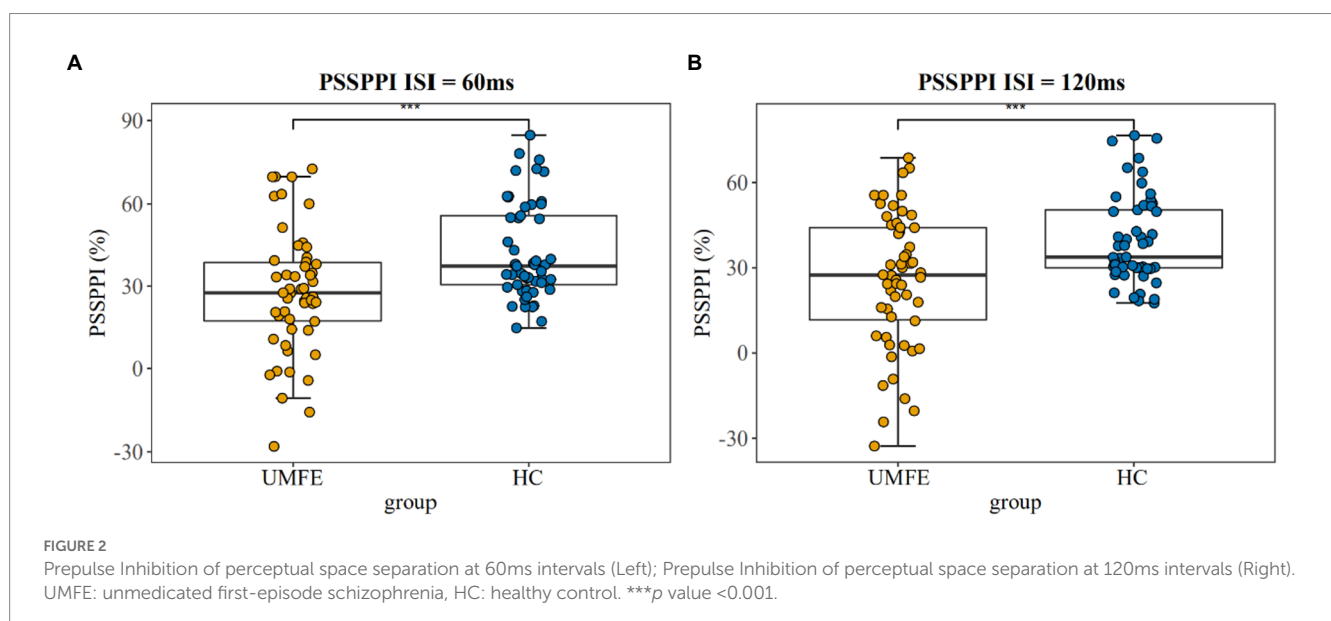 A
PSSPPI ISI = 60ms
***
90
60
30
0
-30
PSSPPI (%)
UMFE
HC
group
B
PSSPPI ISI = 120ms
***
60
30
0
-30
PSSPPI (%)
UMFE
HC
group
FIGURE 2
Prepulse Inhibition of perceptual space separation at 60ms intervals (Left); Prepulse Inhibition of perceptual space separation at 120ms intervals (Right).
UMFE: unmedicated first-episode schizophrenia, HC: healthy control. ***p value <0.001.